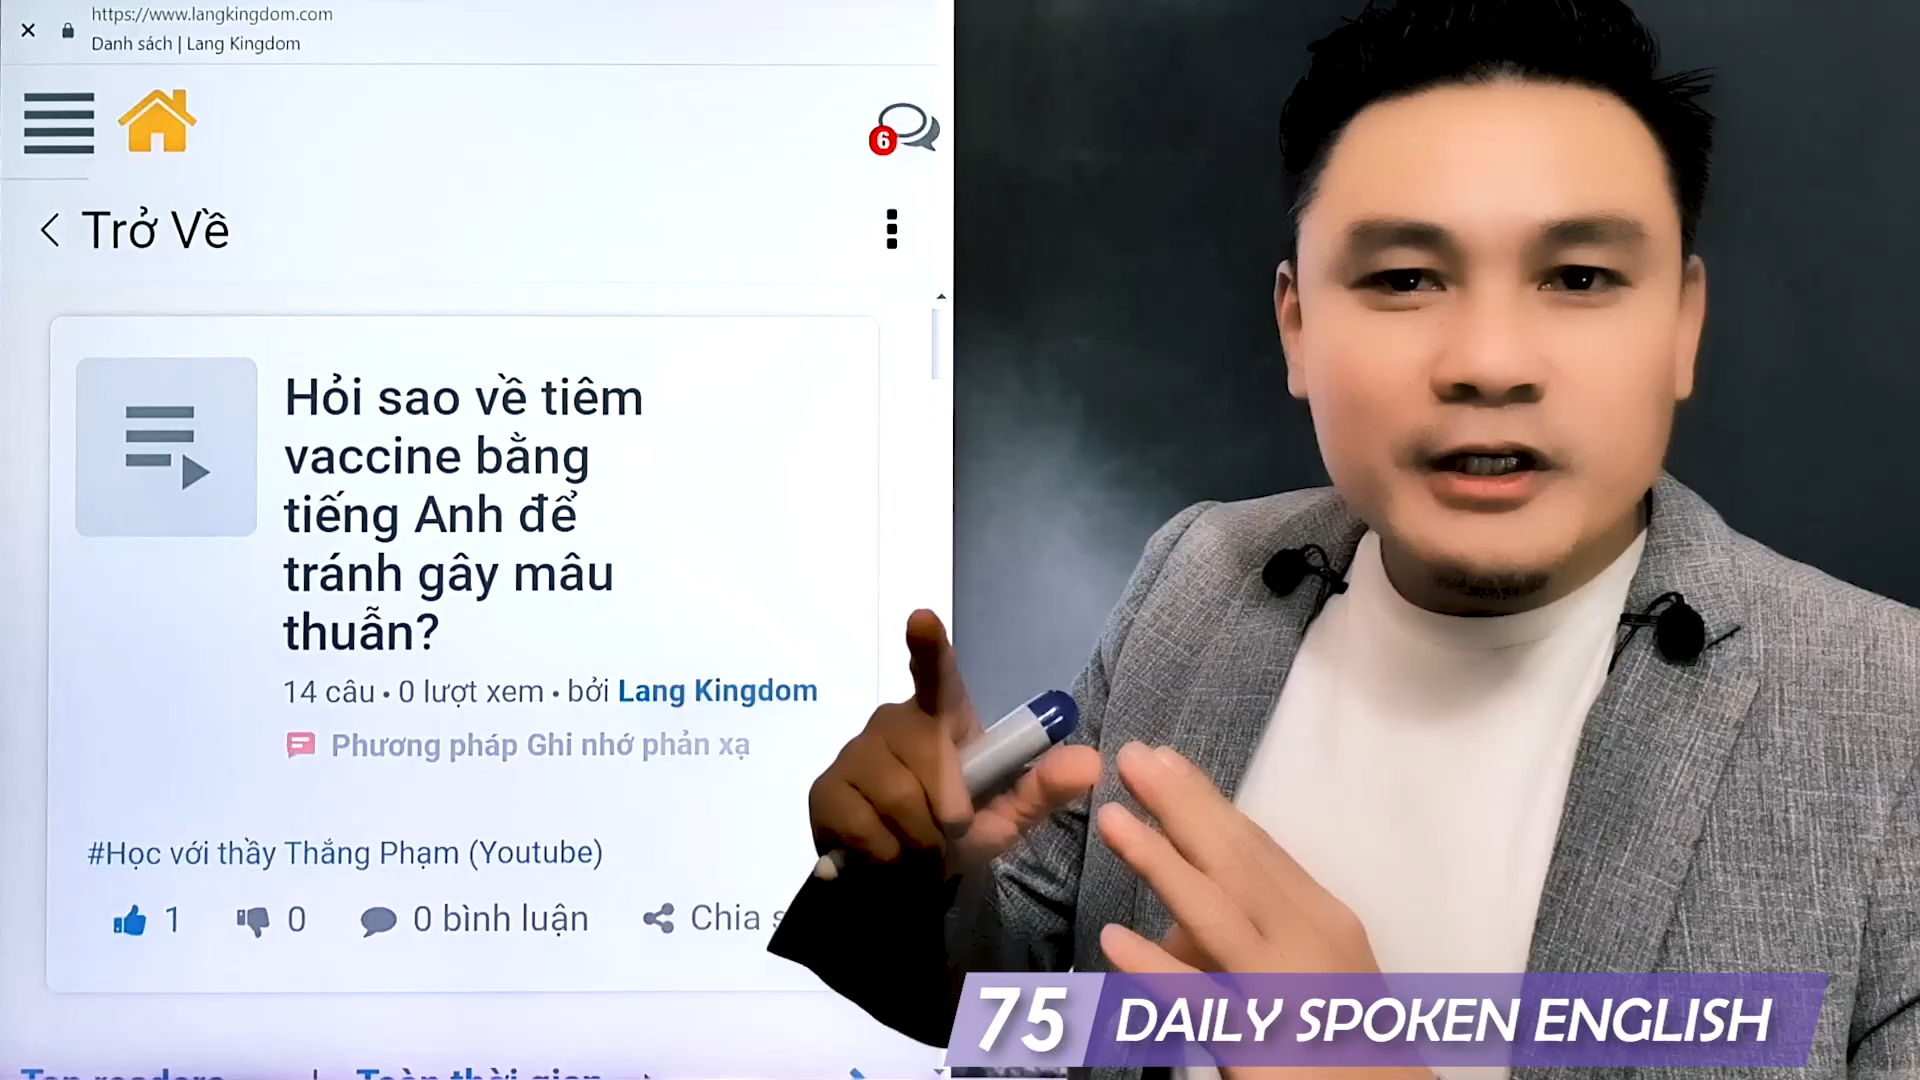 https://www.langkingdom.com
Danh sách | Lang Kingdom
6
Trở Về
Hỏi sao về tiêm
vaccine bằng
tiếng Anh để
tránh gây mâu
thuẫn?
14 câu • 0 lượt xem • bởi Lang Kingdom
Phương pháp Ghi nhớ phản xạ
#Học với thầy Thắng Phạm (Youtube)
1 0 0 bình luận Chia s
75 DAILY SPOKEN ENGLISH